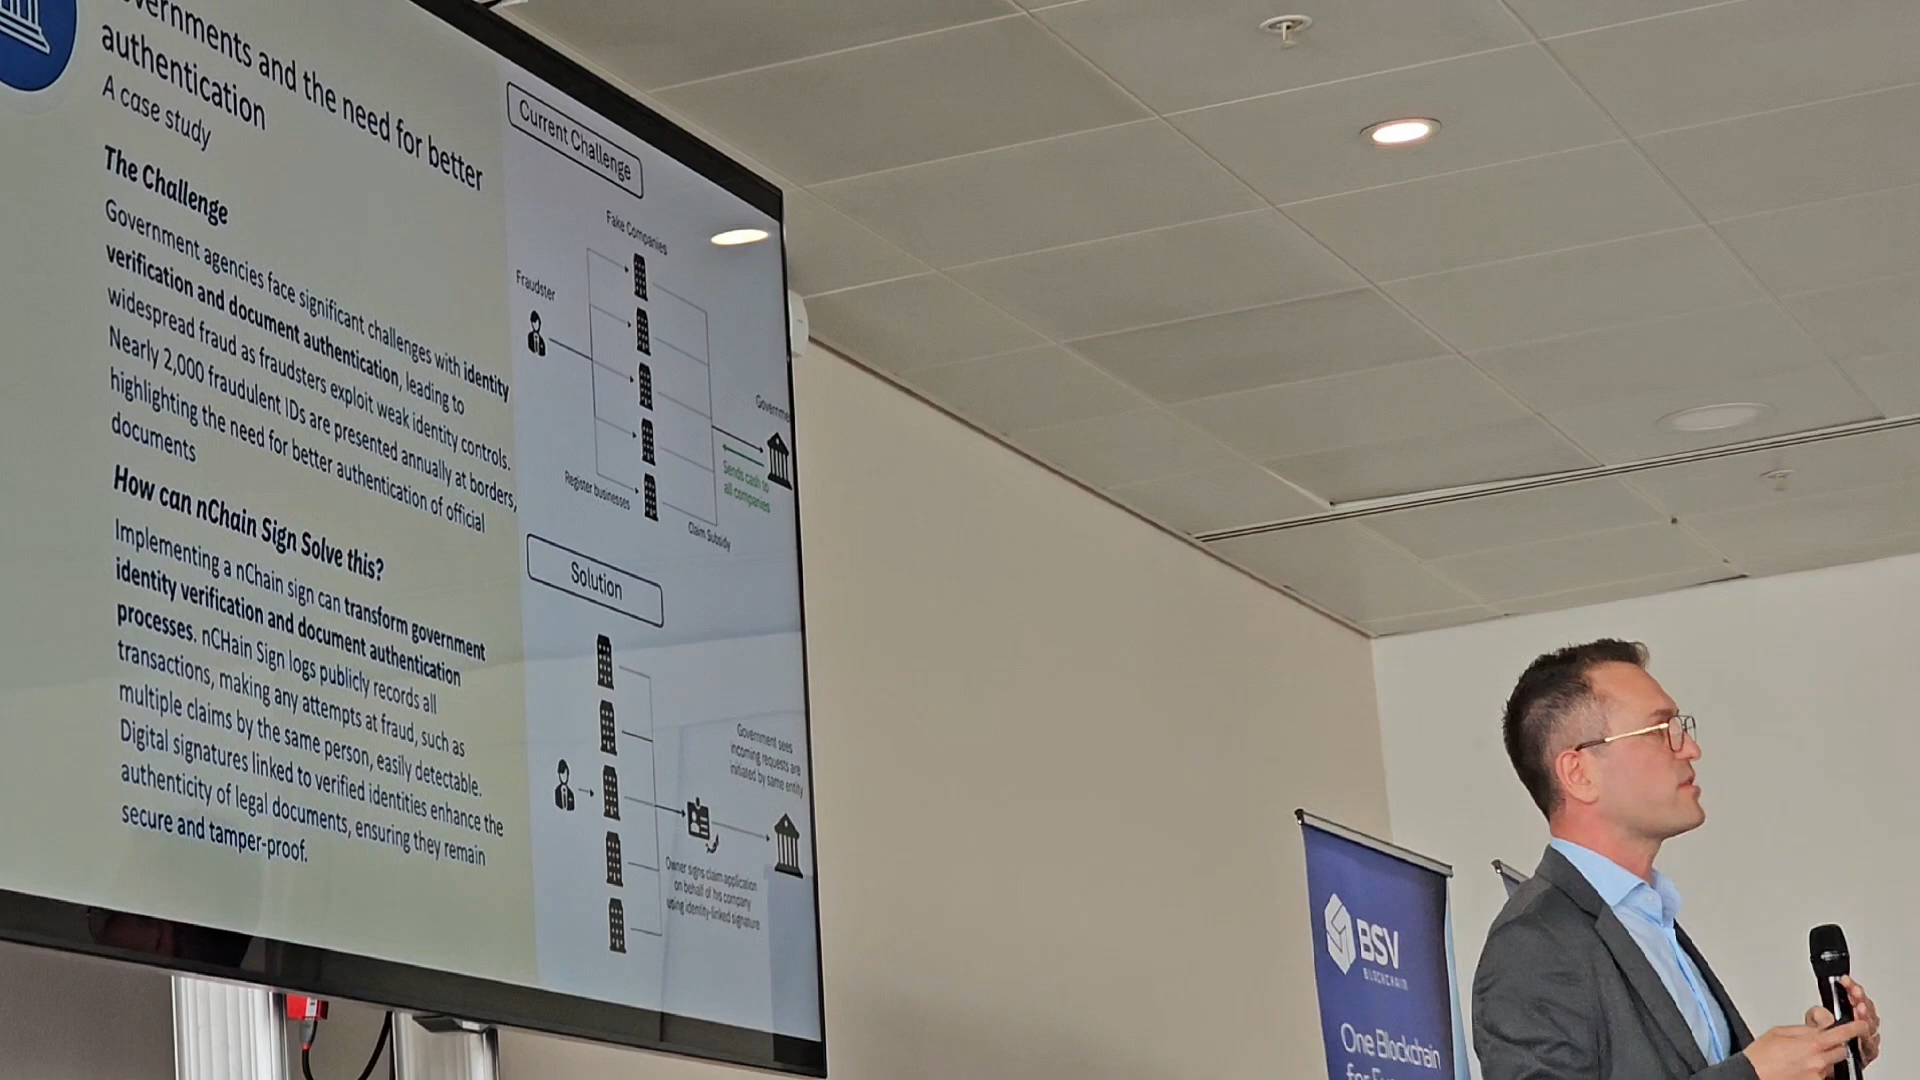 vernments and the need for better
authentication
A case study
The Challenge
Government agencies face significant challenges with identity
verification and document authentication, leading to
widespread fraud as fraudsters exploit weak identity controls.
Nearly 2,000 fraudulent IDs are presented annually at borders,
highlighting the need for better authentication of official
documents
How can nChain Sign Solve this?
Implementing a nChain sign can transform government
identity verification and document authentication
processes. nCHain Sign logs publicly records all
transactions, making any attempts at fraud, such as
multiple claims by the same person, easily detectable.
Digital signatures linked to verified identities enhance the
authenticity of legal documents, ensuring they remain
secure and tamper-proof.
Current Challenge
Fake Companies
Fraudster
Governme
Sends cash to
all companies
Register businesses
Claim Subsidy
Solution
Government sees
incoming requests are
initiated by same entity
Owner signs claim application
on behalf of his company
using identity-linked signature
BSV
BLOCKCHAIN
One Blockchain
for